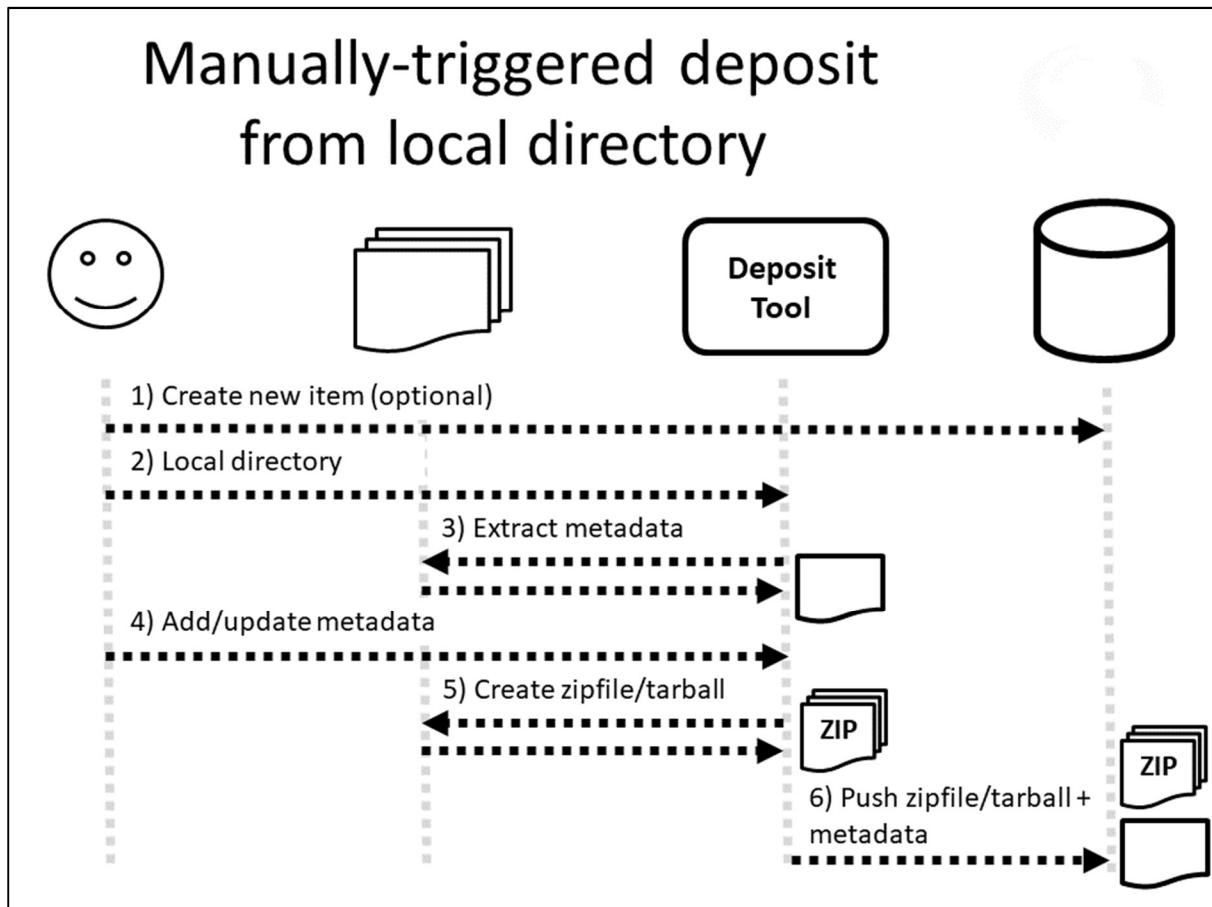 Manually-triggered deposit
from local directory
Deposit
Tool
1) Create new item (optional)
2) Local directory
3) Extract metadata
4) Add/update metadata
5) Create zipfile/tarball
ZIP
ZIP
6) Push zipfile/tarball +
metadata